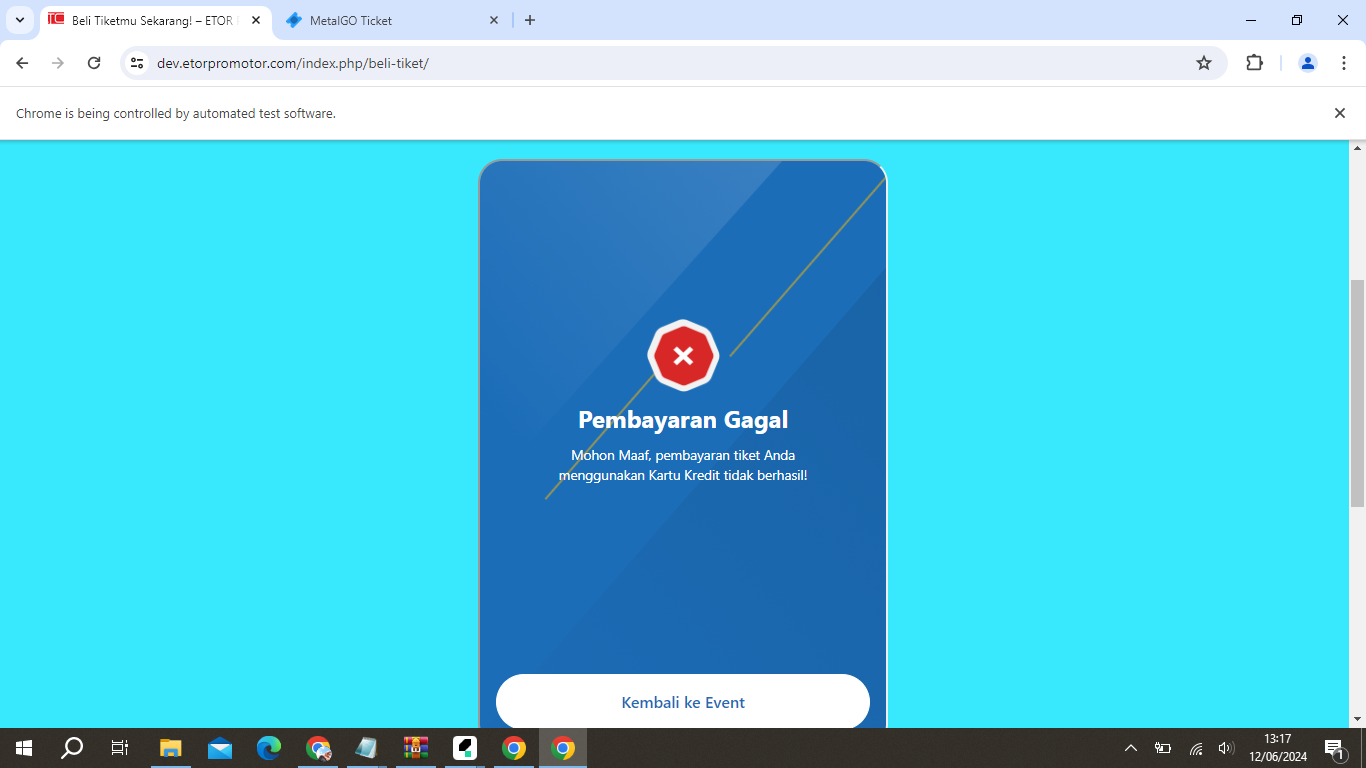 Beli Tiketmu Sekarang! – ETOR
MetalGO Ticket
dev.etorpromotor.com/index.php/beli-tiket/
Chrome is being controlled by automated test software.
Pembayaran Gagal
Mohon Maaf, pembayaran tiket Anda
menggunakan Kartu Kredit tidak berhasil!
Kembali ke Event
13:17
12/06/2024
1